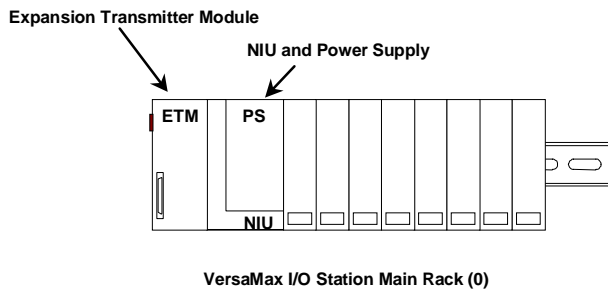 Expansion Transmitter Module
NIU and Power Supply
ETM
PS
NIU
VersaMax I/O Station Main Rack (0)